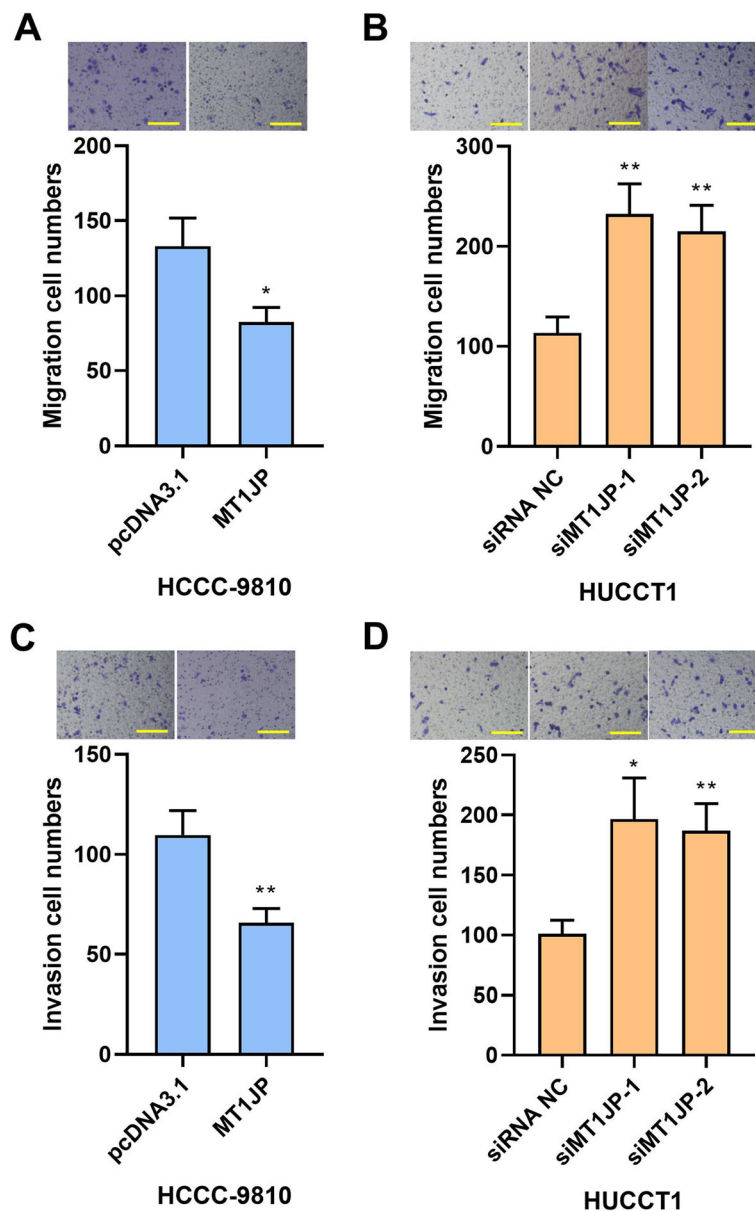 A
Migration cell numbers
200
150
100
50
0
*
pcDNA3.1
MT1JP
HCCC-9810
B
Migration cell numbers
300
200
100
0
**
**
siRNA NC
siMT1JP-1
siMT1JP-2
HUCCT1
C
Invasion cell numbers
150
100
50
0
**
pcDNA3.1
MT1JP
HCCC-9810
D
Invasion cell numbers
250
200
150
100
50
0
*
**
siRNA NC
siMT1JP-1
siMT1JP-2
HUCCT1